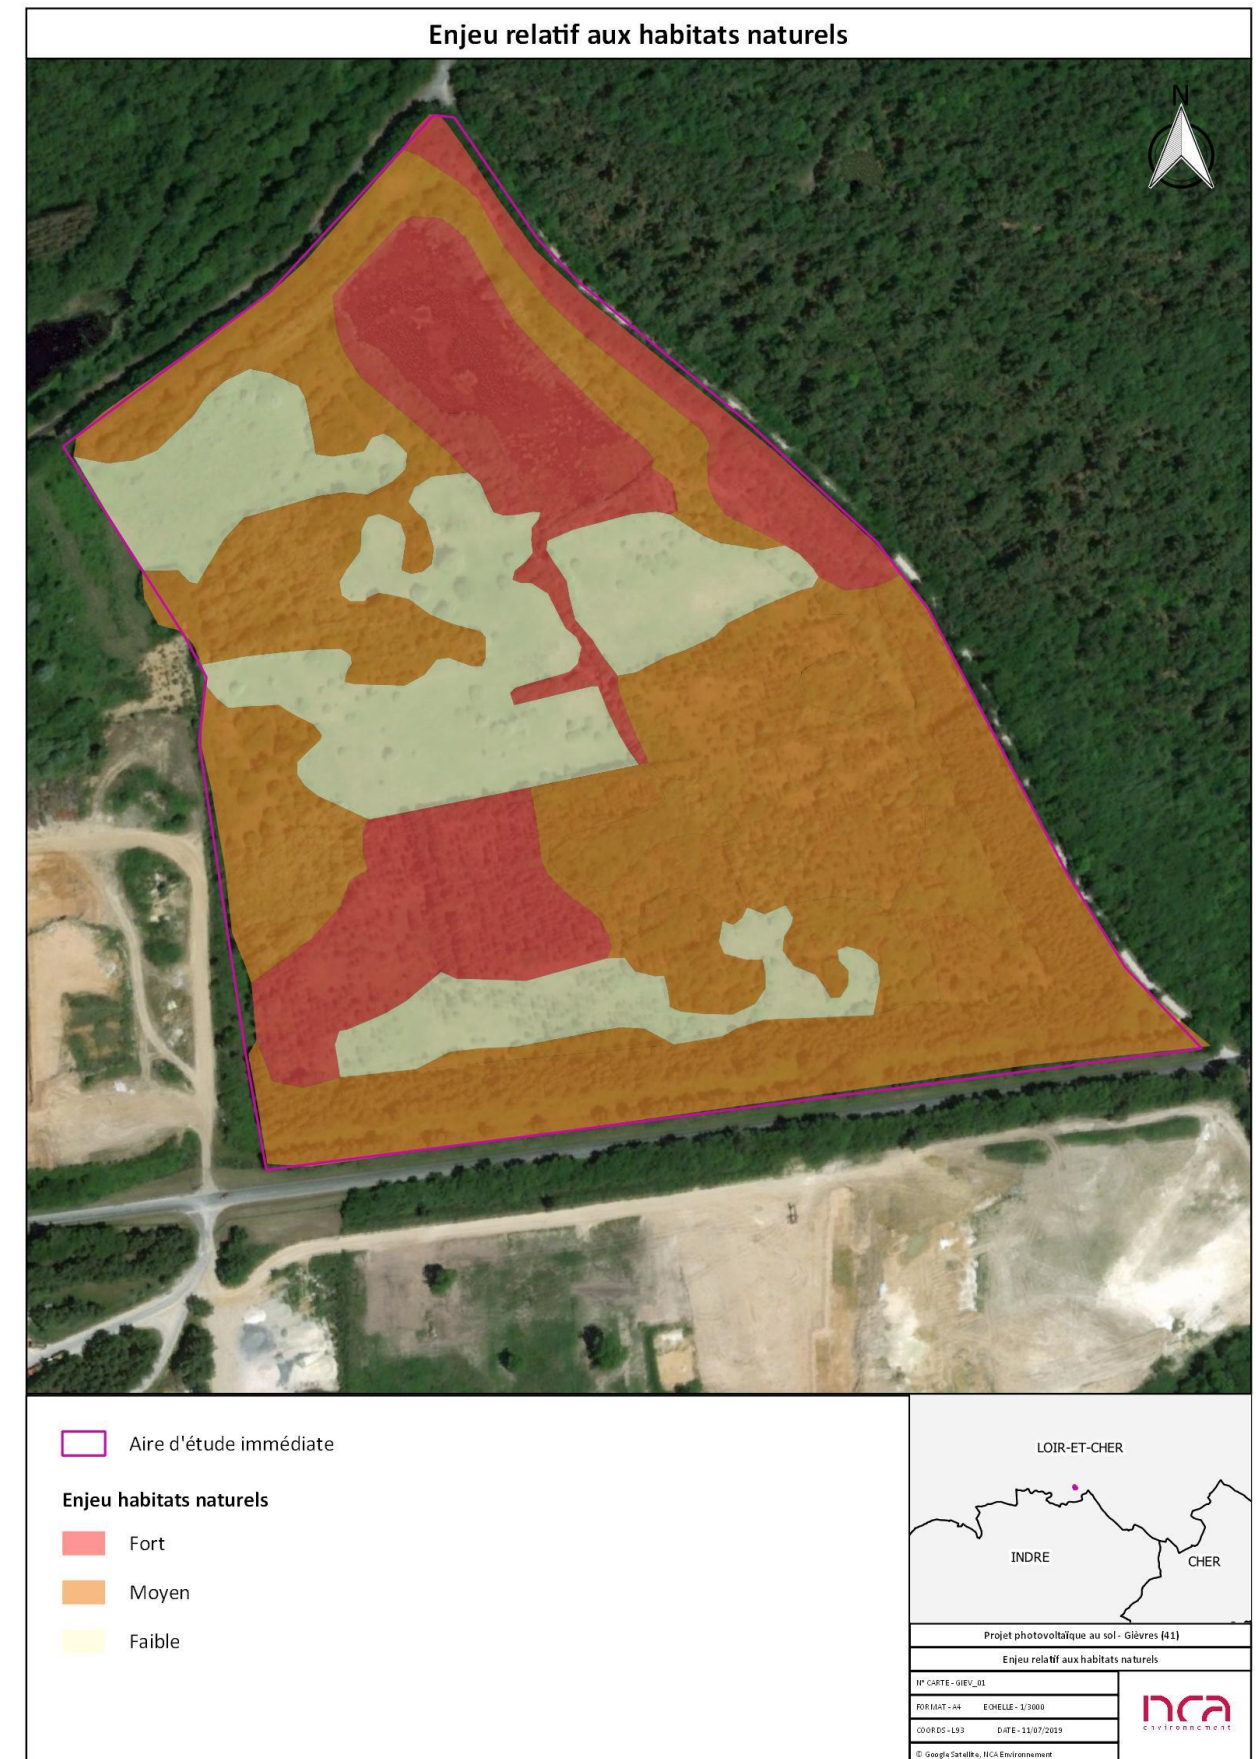 Enjeu relatif aux habitats naturels
N
Aire d'étude immédiate
Enjeu habitats naturels
Fort
Moyen
Faible
LOIR-ET-CHER
INDRE
CHER
Projet photovoltaïque au sol - Gièvres (41)
Enjeu relatif aux habitats naturels
N° CARTE - GIEV_01
FORMAT - A4 ECHELLE - 1/3000
COORDS - L93 DATE - 11/07/2019
© Google Satellite, NCA Environnement
nca
environnement